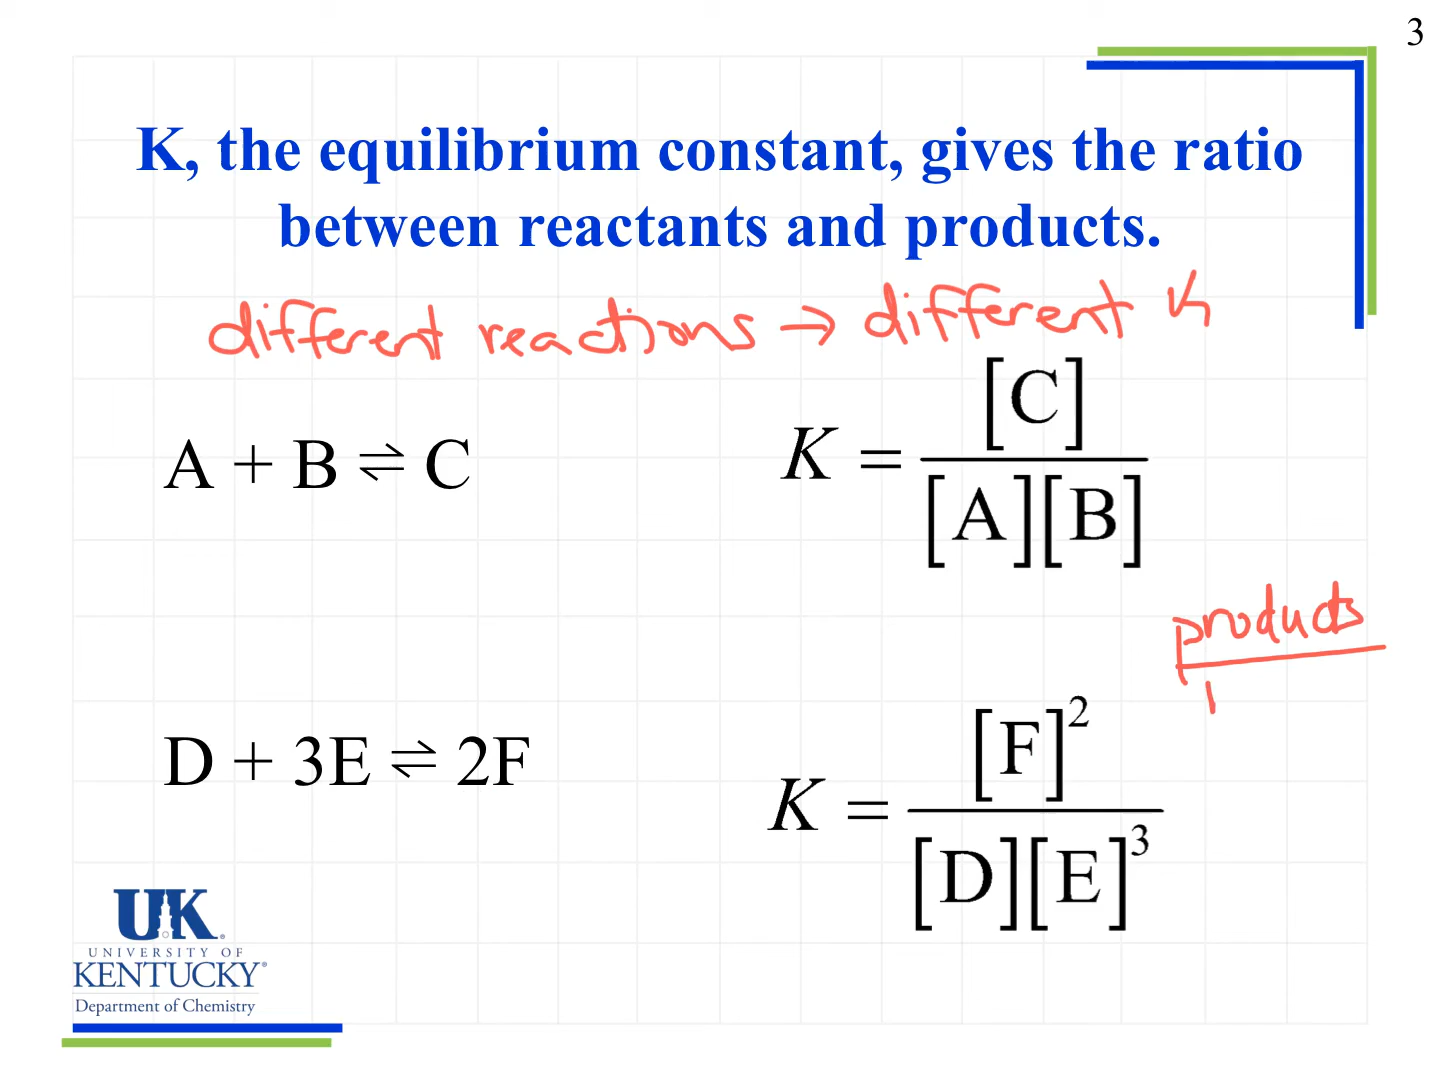 3
K, the equilibrium constant, gives the ratio
between reactants and products.
different reactions → different K
A + B ⇌ C
K = [C] / [A][B]
products
D + 3E ⇌ 2F
K = [F]² / [D][E]³
UK
UNIVERSITY OF
KENTUCKY®
Department of Chemistry